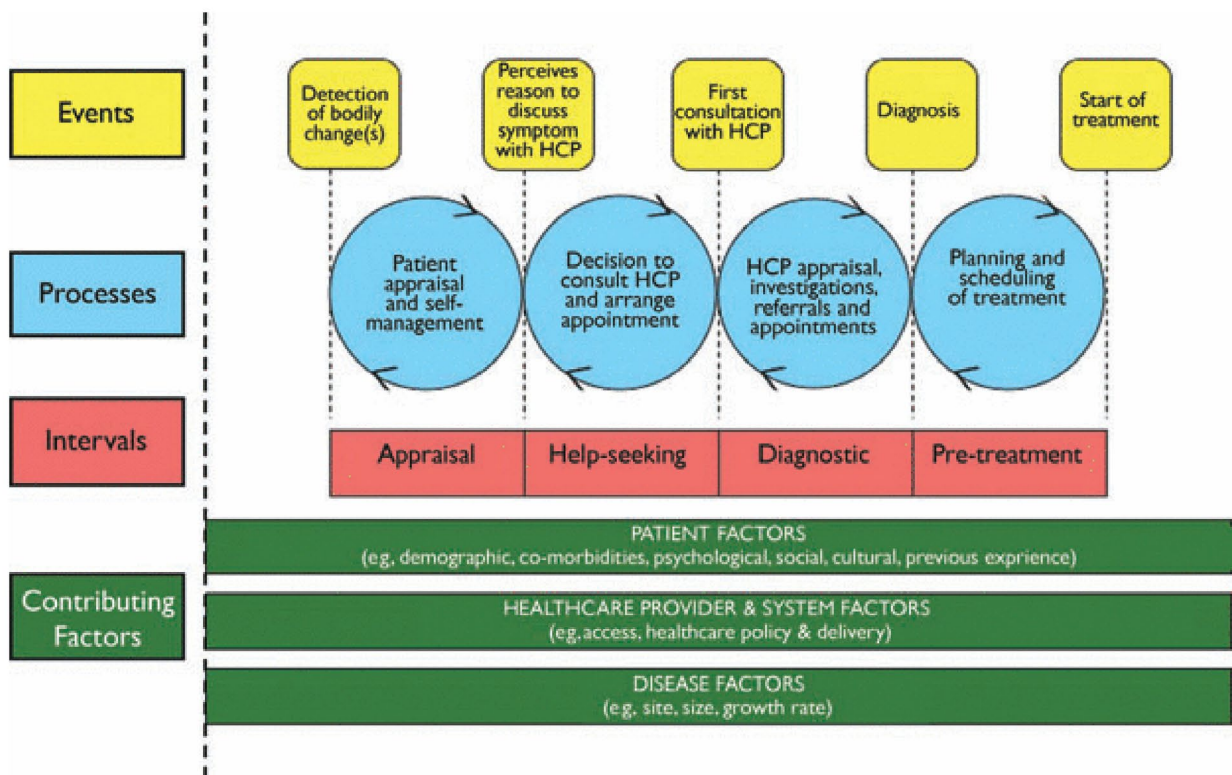 Events
Detection
of bodily
change(s)
Perceives
reason to
discuss
symptom
with HCP
First
consultation
with HCP
Diagnosis
Start of
treatment
Processes
Patient
appraisal
and self-
management
Decision to
consult HCP
and arrange
appointment
HCP appraisal,
investigations,
referrals and
appointments
Planning and
scheduling
of treatment
Intervals
Appraisal
Help-seeking
Diagnostic
Pre-treatment
Contributing
Factors
PATIENT FACTORS
(eg, demographic, co-morbidities, psychological, social, cultural, previous exprience)
HEALTHCARE PROVIDER & SYSTEM FACTORS
(eg, access, healthcare policy & delivery)
DISEASE FACTORS
(e.g, site, size, growth rate)